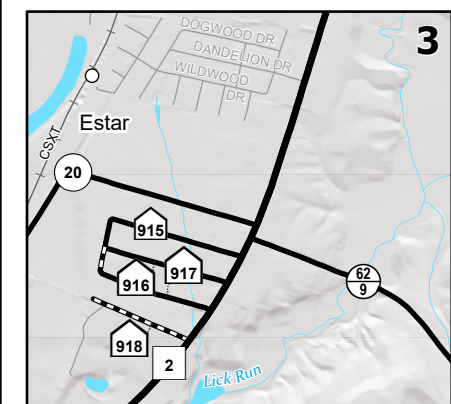 3
DOGWOOD DR
DANDELION DR
WILDWOOD
DR
Estar
CSXT
20
915
917
916
62
9
918
2
Lick Run